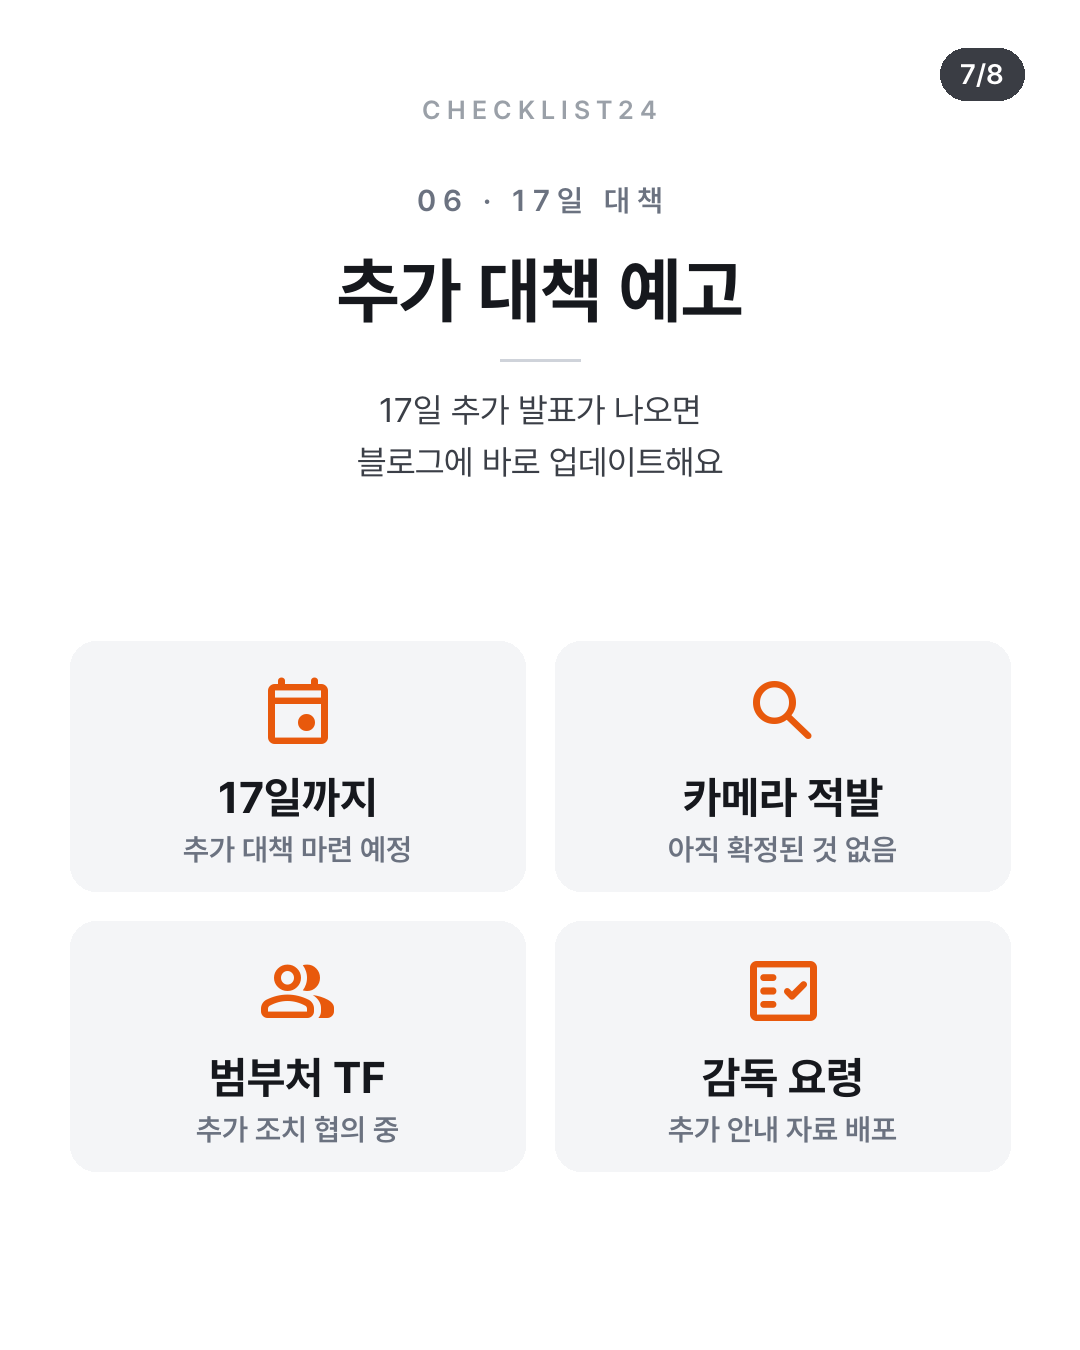 7/8
CHECKLIST24
06 · 17일 대책
추가 대책 예고
17일 추가 발표가 나오면
블로그에 바로 업데이트해요
17일까지
추가 대책 마련 예정
카메라 적발
아직 확정된 것 없음
범부처 TF
추가 조치 협의 중
감독 요령
추가 안내 자료 배포